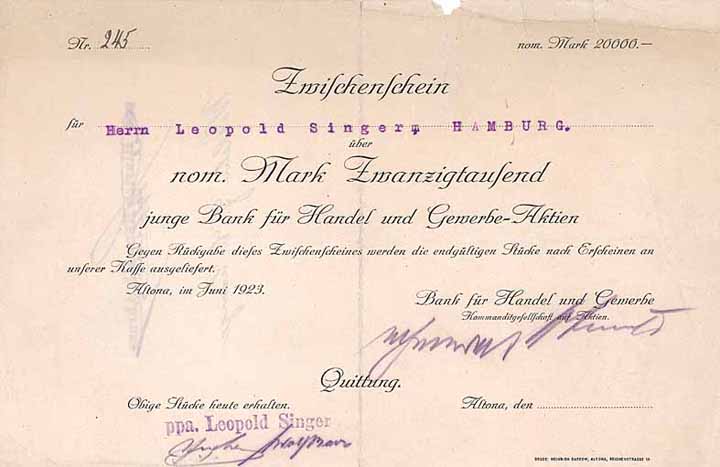 Nr. 245 nom. Mark 20000.—
Zwiſchenſchein
für Herrn Leopold Singer, HAMBURG.
über
nom. Mark Zwanzigtauſend
junge Bank für Handel und Gewerbe-Aktien
Gegen Rückgabe dieſes Zwiſchenſcheines werden die endgültigen Stücke nach Erſcheinen an
unſerer Kaſſe ausgeliefert.
Altona, im Juni 1923.
Bank für Handel und Gewerbe
Kommanditgeſellſchaft auf Aktien.
Quittung.
Obige Stücke heute erhalten. Altona, den
ppa. Leopold Singer